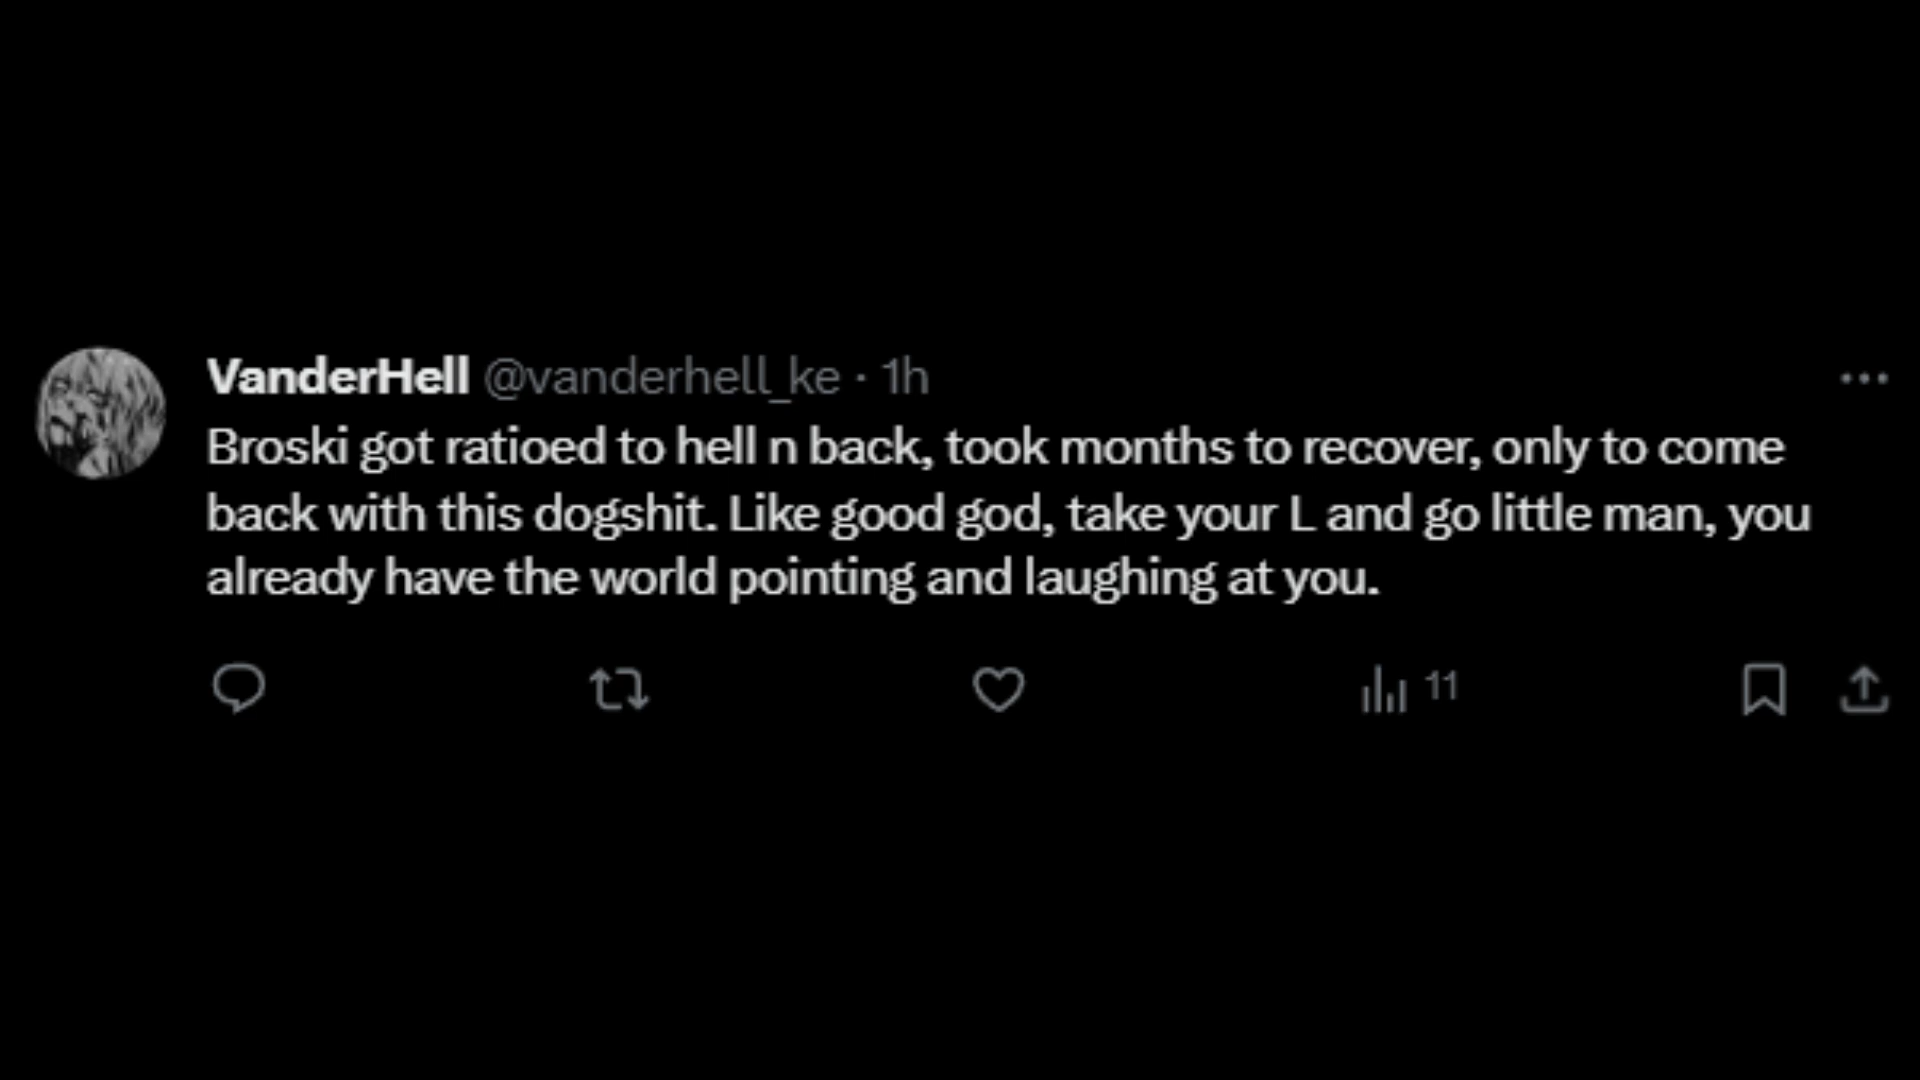 VanderHell @vanderhell_ke · 1h
Broski got ratioed to hell n back, took months to recover, only to come
back with this dogshit. Like good god, take your L and go little man, you
already have the world pointing and laughing at you.
11